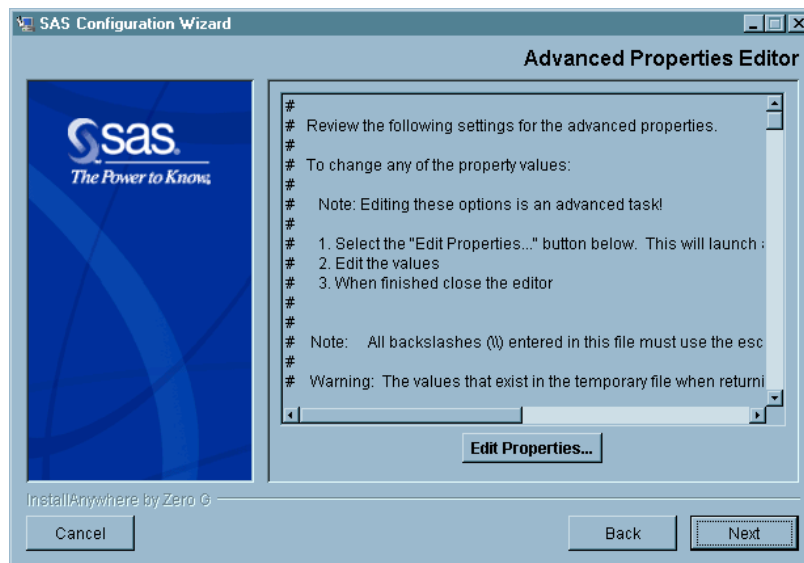 SAS Configuration Wizard
Advanced Properties Editor
sas.
The Power to Know
#
# Review the following settings for the advanced properties.
#
# To change any of the property values:
#
# Note: Editing these options is an advanced task!
#
# 1. Select the "Edit Properties..." button below. This will launch
# 2. Edit the values
# 3. When finished close the editor
#
#
# Note: All backslashes (\\) entered in this file must use the esc
#
# Warning: The values that exist in the temporary file when returni
Edit Properties...
InstallAnywhere by Zero G
Cancel
Back
Next